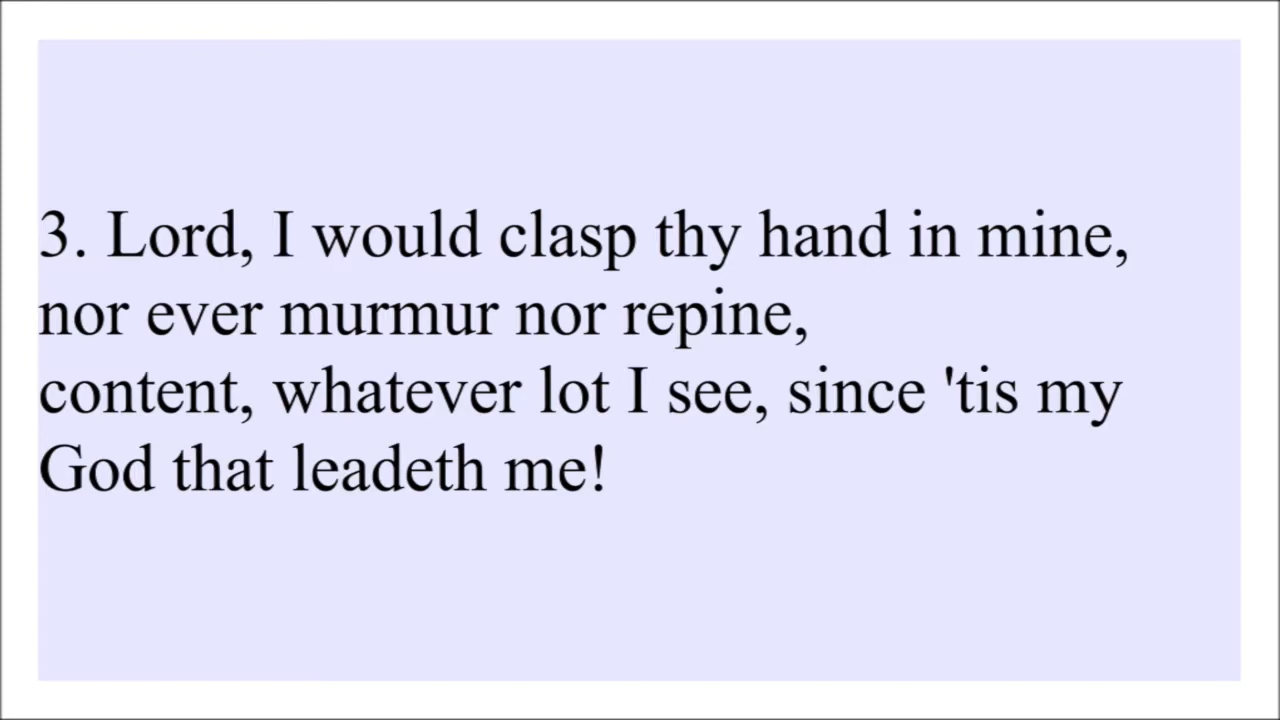 3. Lord, I would clasp thy hand in mine,
nor ever murmur nor repine,
content, whatever lot I see, since 'tis my
God that leadeth me!